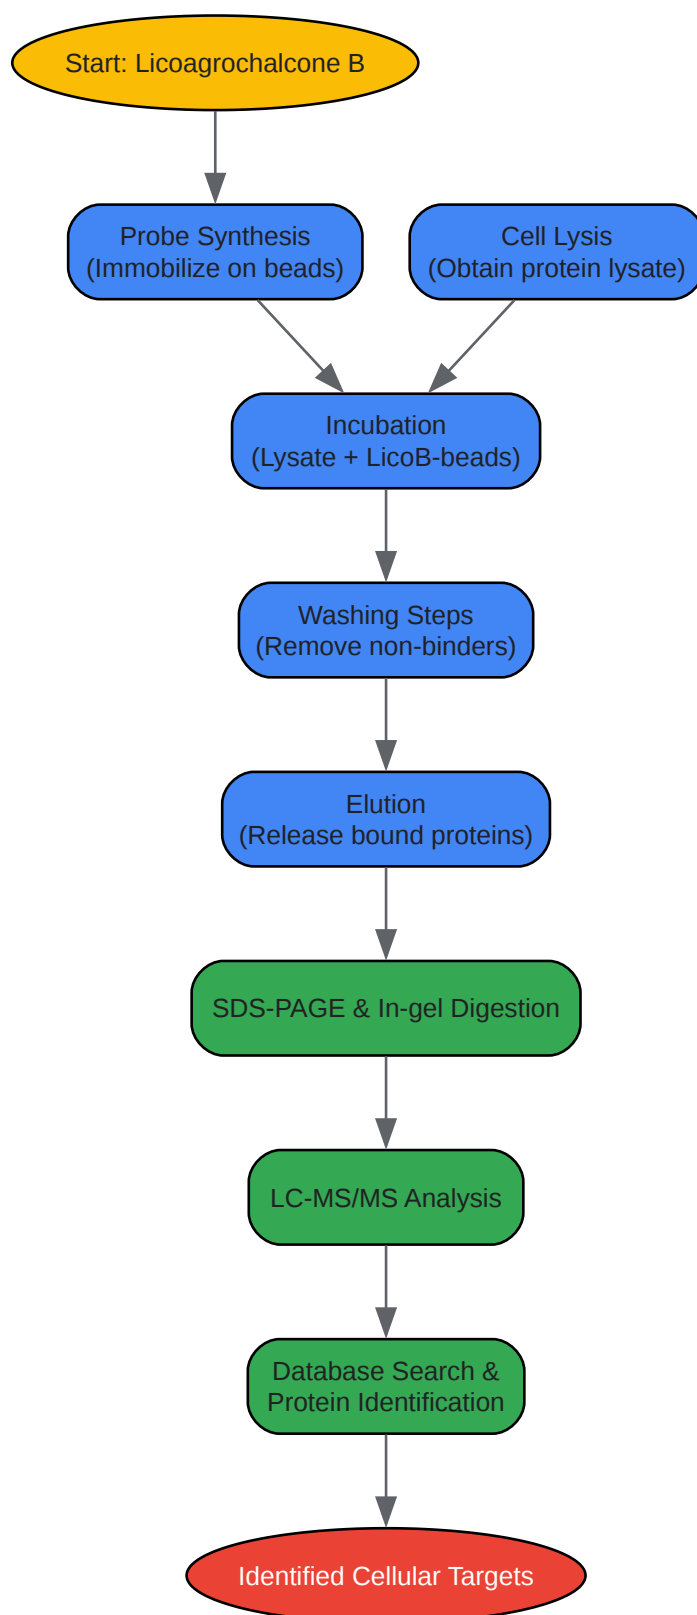 Start: Licoagrochalcone B
Probe Synthesis
(Immobilize on beads)
Cell Lysis
(Obtain protein lysate)
Incubation
(Lysate + LicoB-beads)
Washing Steps
(Remove non-binders)
Elution
(Release bound proteins)
SDS-PAGE & In-gel Digestion
LC-MS/MS Analysis
Database Search &
Protein Identification
Identified Cellular Targets